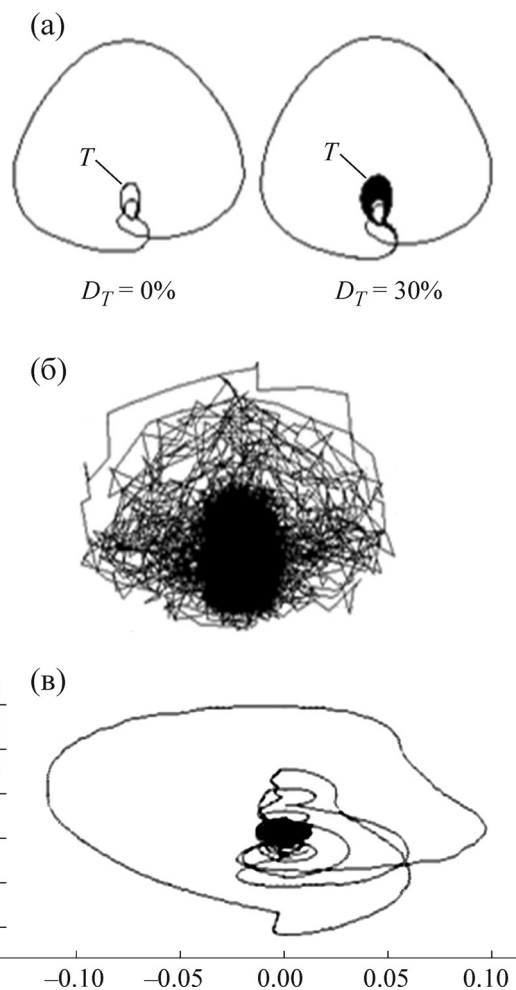 (а)
T
T
D_T = 0%
D_T = 30%
(б)
(в)
–0.10
–0.05
0.00
0.05
0.10